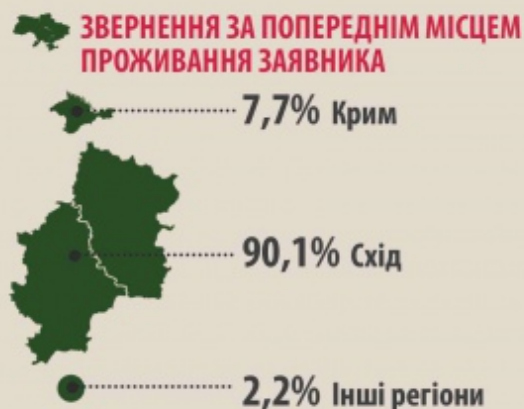 ЗВЕРНЕННЯ ЗА ПОПЕРЕДНІМ МІСЦЕМ
ПРОЖИВАННЯ ЗАЯВНИКА
7,7% Крим
90,1% Схід
2,2% Інші регіони